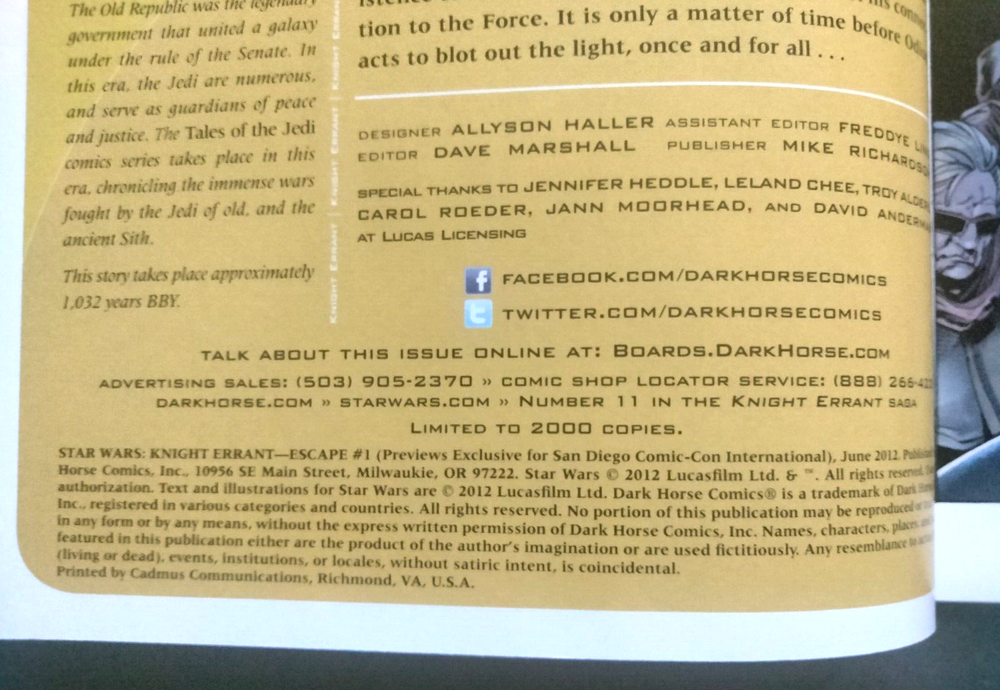 The Old Republic was the legendary
government that united a galaxy
under the rule of the Senate. In
this era, the Jedi are numerous,
and serve as guardians of peace
and justice. The Tales of the Jedi
comics series takes place in this
era, chronicling the immense wars
fought by the Jedi of old, and the
ancient Sith.
This story takes place approximately
1,032 years BBY.
KNIGHT ERRANT | KNIGHT ERRANT | KNIGHT ERRANT
tion to the Force. It is only a matter of time before
acts to blot out the light, once and for all . . .
DESIGNER ALLYSON HALLER ASSISTANT EDITOR FREDDYE
EDITOR DAVE MARSHALL PUBLISHER MIKE RICHARDSO
SPECIAL THANKS TO JENNIFER HEDDLE, LELAND CHEE, TROY ALDER
CAROL ROEDER, JANN MOORHEAD, AND DAVID ANDERM
AT LUCAS LICENSING
f FACEBOOK.COM/DARKHORSECOMICS
t TWITTER.COM/DARKHORSECOMICS
TALK ABOUT THIS ISSUE ONLINE AT: BOARDS.DARKHORSE.COM
ADVERTISING SALES: (503) 905-2370 » COMIC SHOP LOCATOR SERVICE: (888) 266-42
DARKHORSE.COM » STARWARS.COM » NUMBER 11 IN THE KNIGHT ERRANT SAGA
LIMITED TO 2000 COPIES.
STAR WARS: KNIGHT ERRANT—ESCAPE #1 (Previews Exclusive for San Diego Comic-Con International), June 2012.
Horse Comics, Inc., 10956 SE Main Street, Milwaukie, OR 97222. Star Wars © 2012 Lucasfilm Ltd. & ™. All rights reserved.
authorization. Text and illustrations for Star Wars are © 2012 Lucasfilm Ltd. Dark Horse Comics® is a trademark of Dark
Inc., registered in various categories and countries. All rights reserved. No portion of this publication may be reproduced
in any form or by any means, without the express written permission of Dark Horse Comics, Inc. Names, characters, places,
featured in this publication either are the product of the author's imagination or are used fictitiously. Any resemblance to
(living or dead), events, institutions, or locales, without satiric intent, is coincidental.
Printed by Cadmus Communications, Richmond, VA, U.S.A.